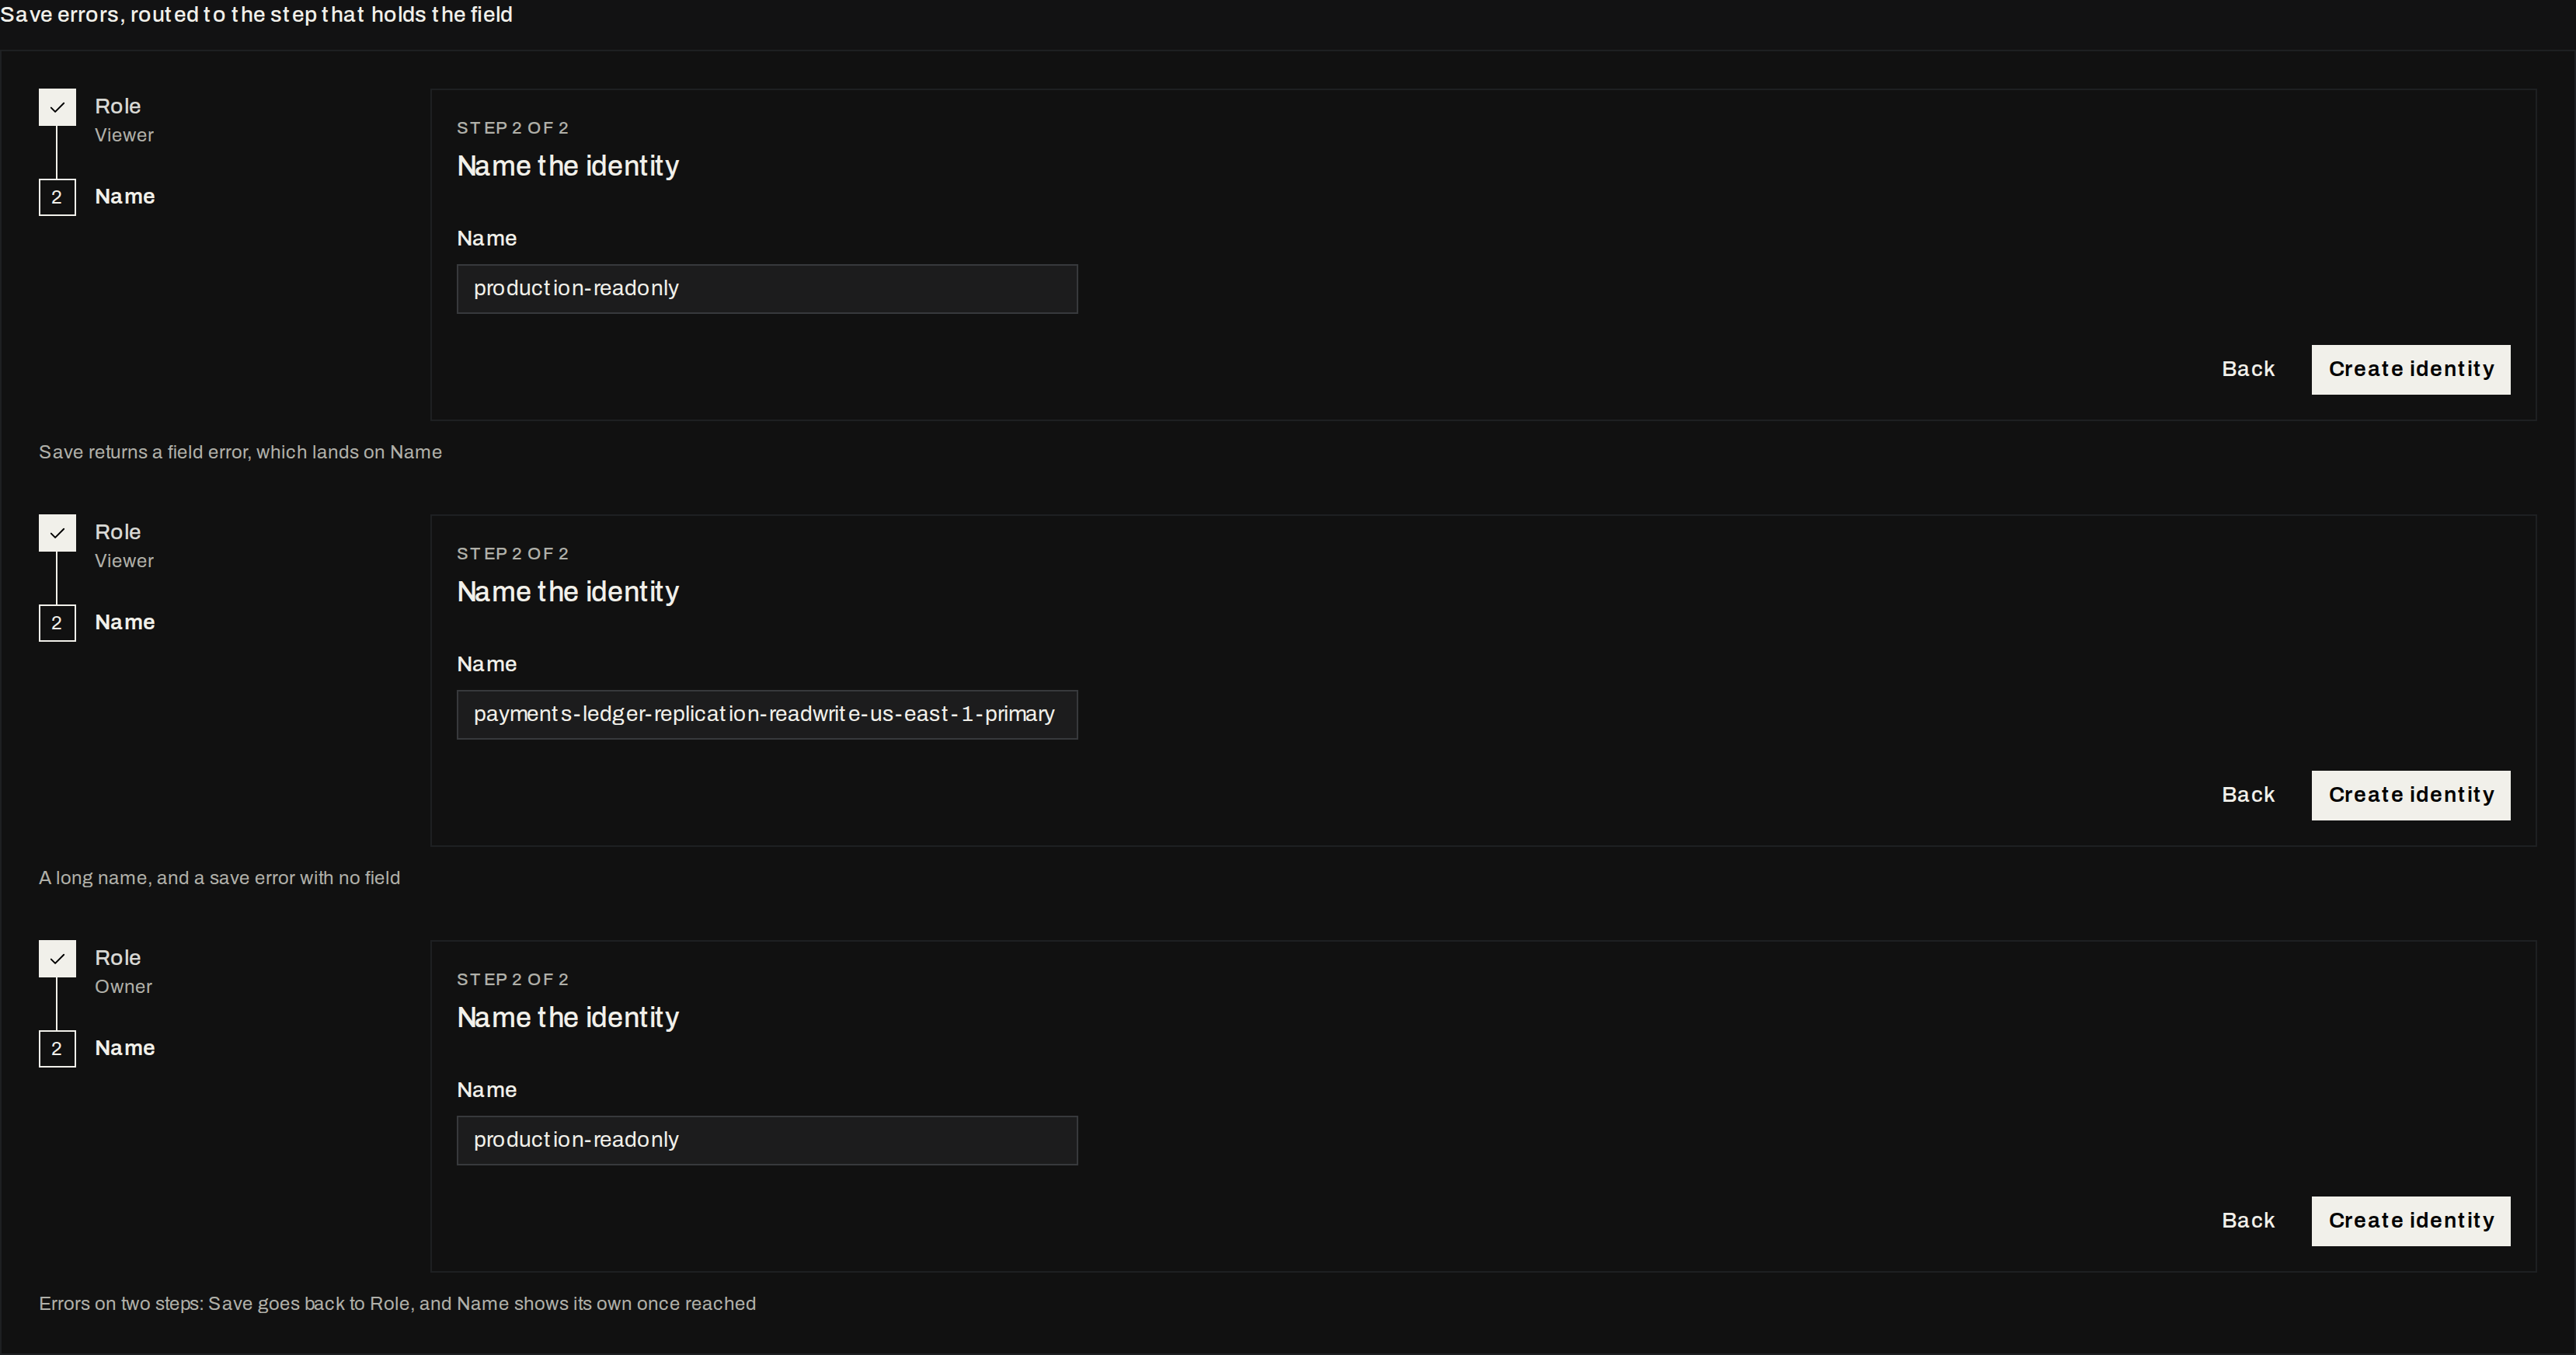 Save errors, routed to the step that holds the field
Role
Viewer
2
Name
STEP 2 OF 2
Name the identity
Name
production-readonly
Back
Create identity
Save returns a field error, which lands on Name
Role
Viewer
2
Name
STEP 2 OF 2
Name the identity
Name
payments-ledger-replication-readwrite-us-east-1-primary
Back
Create identity
A long name, and a save error with no field
Role
Owner
2
Name
STEP 2 OF 2
Name the identity
Name
production-readonly
Back
Create identity
Errors on two steps: Save goes back to Role, and Name shows its own once reached